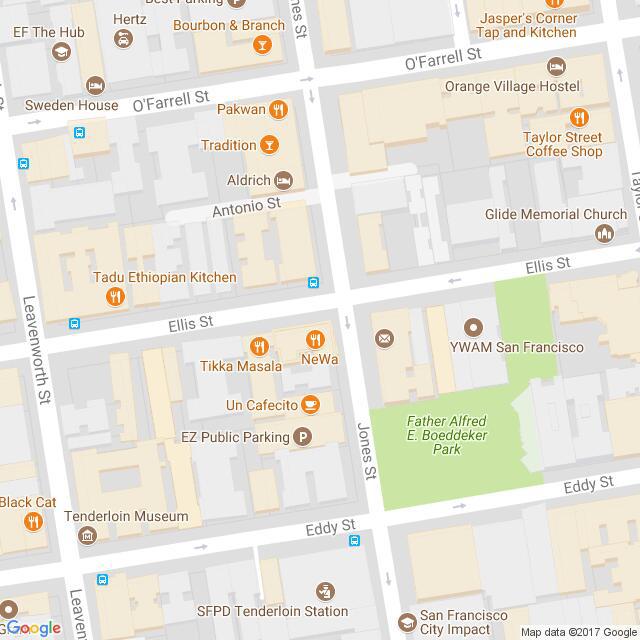 Best Parking
Hertz
Bourbon & Branch
EF The Hub
Jones St
Jasper's Corner
Tap and Kitchen
O'Farrell St
Orange Village Hostel
Sweden House
O'Farrell St
Pakwan
Taylor Street
Coffee Shop
Tradition
Aldrich
Antonio St
Glide Memorial Church
Ellis St
Tadu Ethiopian Kitchen
Leavenworth St
Ellis St
NeWa
YWAM San Francisco
Tikka Masala
Un Cafecito
EZ Public Parking
Father Alfred
E. Boeddeker
Park
Jones St
Eddy St
Black Cat
Tenderloin Museum
Eddy St
SFPD Tenderloin Station
San Francisco
City Impact
Google
Map data ©2017 Google